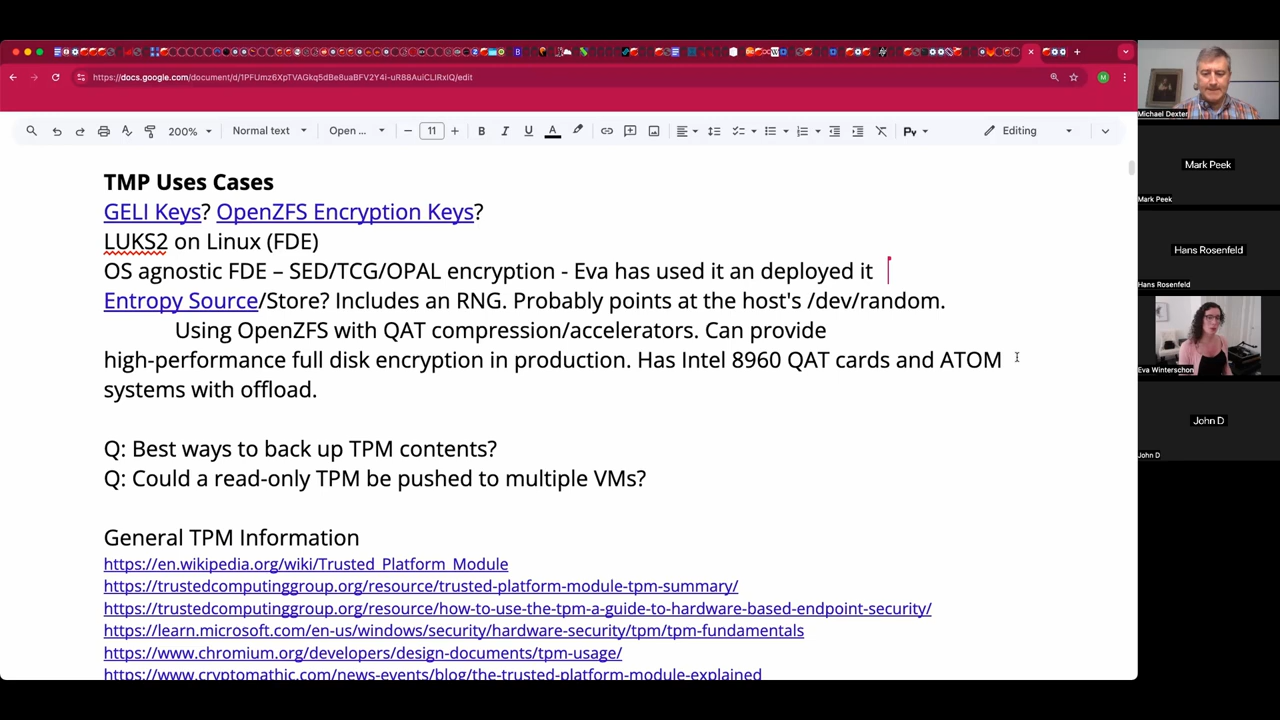 https://docs.google.com/document/d/1PFUmz6XpTVAGkq5dBe8uaBFV2Y4i-uR88AuiCLIRxIQ/edit
200%
Normal text
Open ...
11
Editing
TMP Uses Cases
GELI Keys? OpenZFS Encryption Keys?
LUKS2 on Linux (FDE)
OS agnostic FDE – SED/TCG/OPAL encryption - Eva has used it an deployed it
Entropy Source/Store? Includes an RNG. Probably points at the host's /dev/random.
Using OpenZFS with QAT compression/accelerators. Can provide
high-performance full disk encryption in production. Has Intel 8960 QAT cards and ATOM
systems with offload.
Q: Best ways to back up TPM contents?
Q: Could a read-only TPM be pushed to multiple VMs?
General TPM Information
https://en.wikipedia.org/wiki/Trusted_Platform_Module
https://trustedcomputinggroup.org/resource/trusted-platform-module-tpm-summary/
https://trustedcomputinggroup.org/resource/how-to-use-the-tpm-a-guide-to-hardware-based-endpoint-security/
https://learn.microsoft.com/en-us/windows/security/hardware-security/tpm/tpm-fundamentals
https://www.chromium.org/developers/design-documents/tpm-usage/
https://www.cryptomathic.com/news-events/blog/the-trusted-platform-module-explained
Michael Dexter
Mark Peek
Mark Peek
Hans Rosenfeld
Hans Rosenfeld
Eva Winterschon
John D
John D